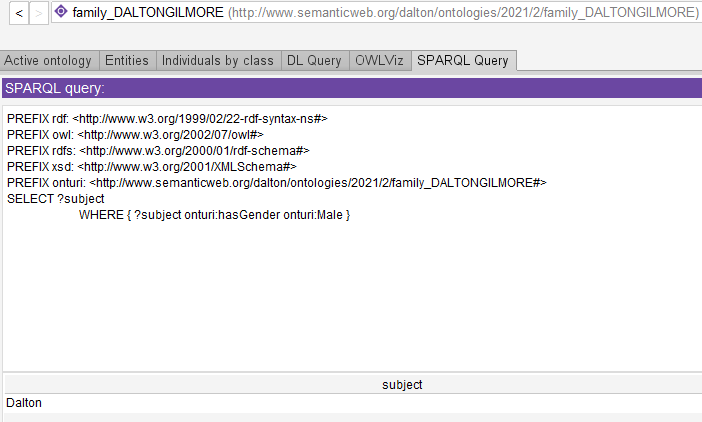 < > family_DALTONGILMORE (http://www.semanticweb.org/dalton/ontologies/2021/2/family_DALTONGILMORE)
Active ontology Entities Individuals by class DL Query OWLViz SPARQL Query
SPARQL query:
PREFIX rdf: <http://www.w3.org/1999/02/22-rdf-syntax-ns#>
PREFIX owl: <http://www.w3.org/2002/07/owl#>
PREFIX rdfs: <http://www.w3.org/2000/01/rdf-schema#>
PREFIX xsd: <http://www.w3.org/2001/XMLSchema#>
PREFIX onturi: <http://www.semanticweb.org/dalton/ontologies/2021/2/family_DALTONGILMORE#>
SELECT ?subject
WHERE { ?subject onturi:hasGender onturi:Male }
subject
Dalton